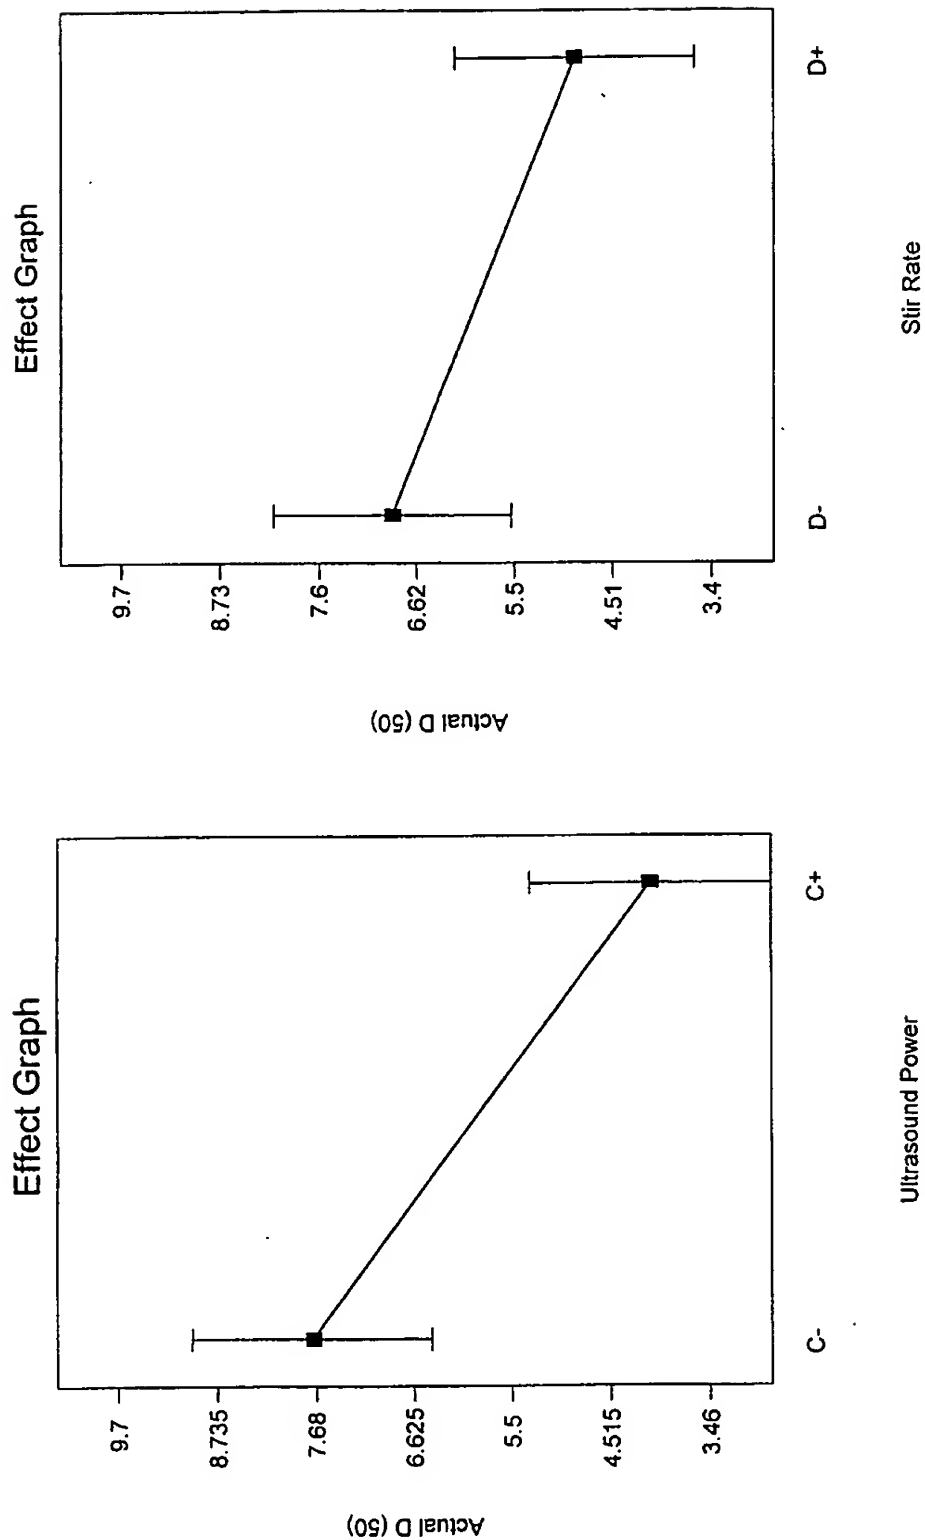 Effect Graph
Actual D (50)
9.7
8.735
7.68
6.625
5.5
4.515
3.46
C-
C+
Ultrasound Power
Effect Graph
Actual D (50)
9.7
8.73
7.6
6.62
5.5
4.51
3.4
D-
D+
Stir Rate